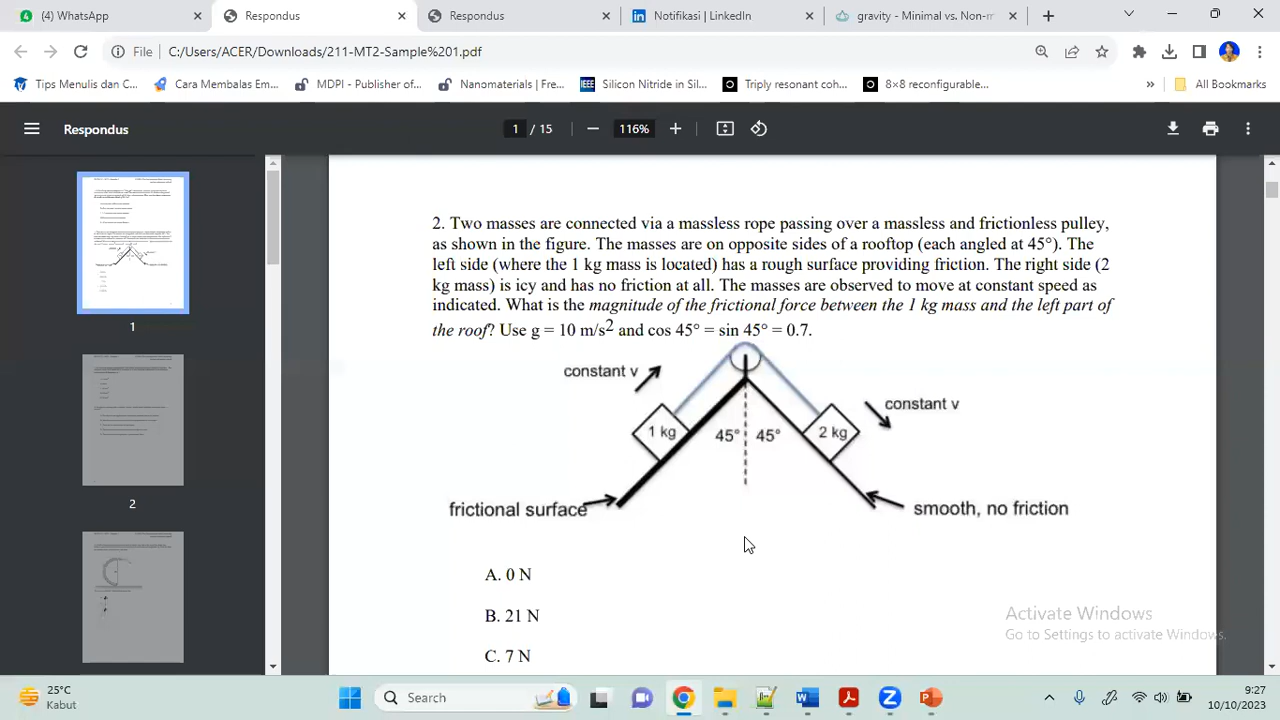 (4) WhatsApp
Respondus
Respondus
Notifikasi | LinkedIn
gravity - Minimal vs. Non-m
File C:/Users/ACER/Downloads/211-MT2-Sample%201.pdf
Tips Menulis dan C...
Cara Membalas Em...
MDPI - Publisher of...
Nanomaterials | Fre...
IEEE
Silicon Nitride in Sil...
Triply resonant coh...
8×8 reconfigurable...
»
All Bookmarks
Respondus
1 / 15
116%
2. Two masses are connected via a massless rope passing over a massless and frictionless pulley,
as shown in the figure. The masses are on opposite sides of a rooftop (each angled at 45°). The
left side (where the 1 kg mass is located) has a rough surface providing friction. The right side (2
kg mass) is icy and has no friction at all. The masses are observed to move at constant speed as
indicated. What is the magnitude of the frictional force between the 1 kg mass and the left part of
the roof? Use g = 10 m/s2 and cos 45° = sin 45° = 0.7.
constant v
constant v
1 kg
45° 45°
2 kg
frictional surface
smooth, no friction
A. 0 N
B. 21 N
C. 7 N
1
2
Activate Windows
Go to Settings to activate Windows.
25°C
Kabut
Search
9:27
10/10/2023